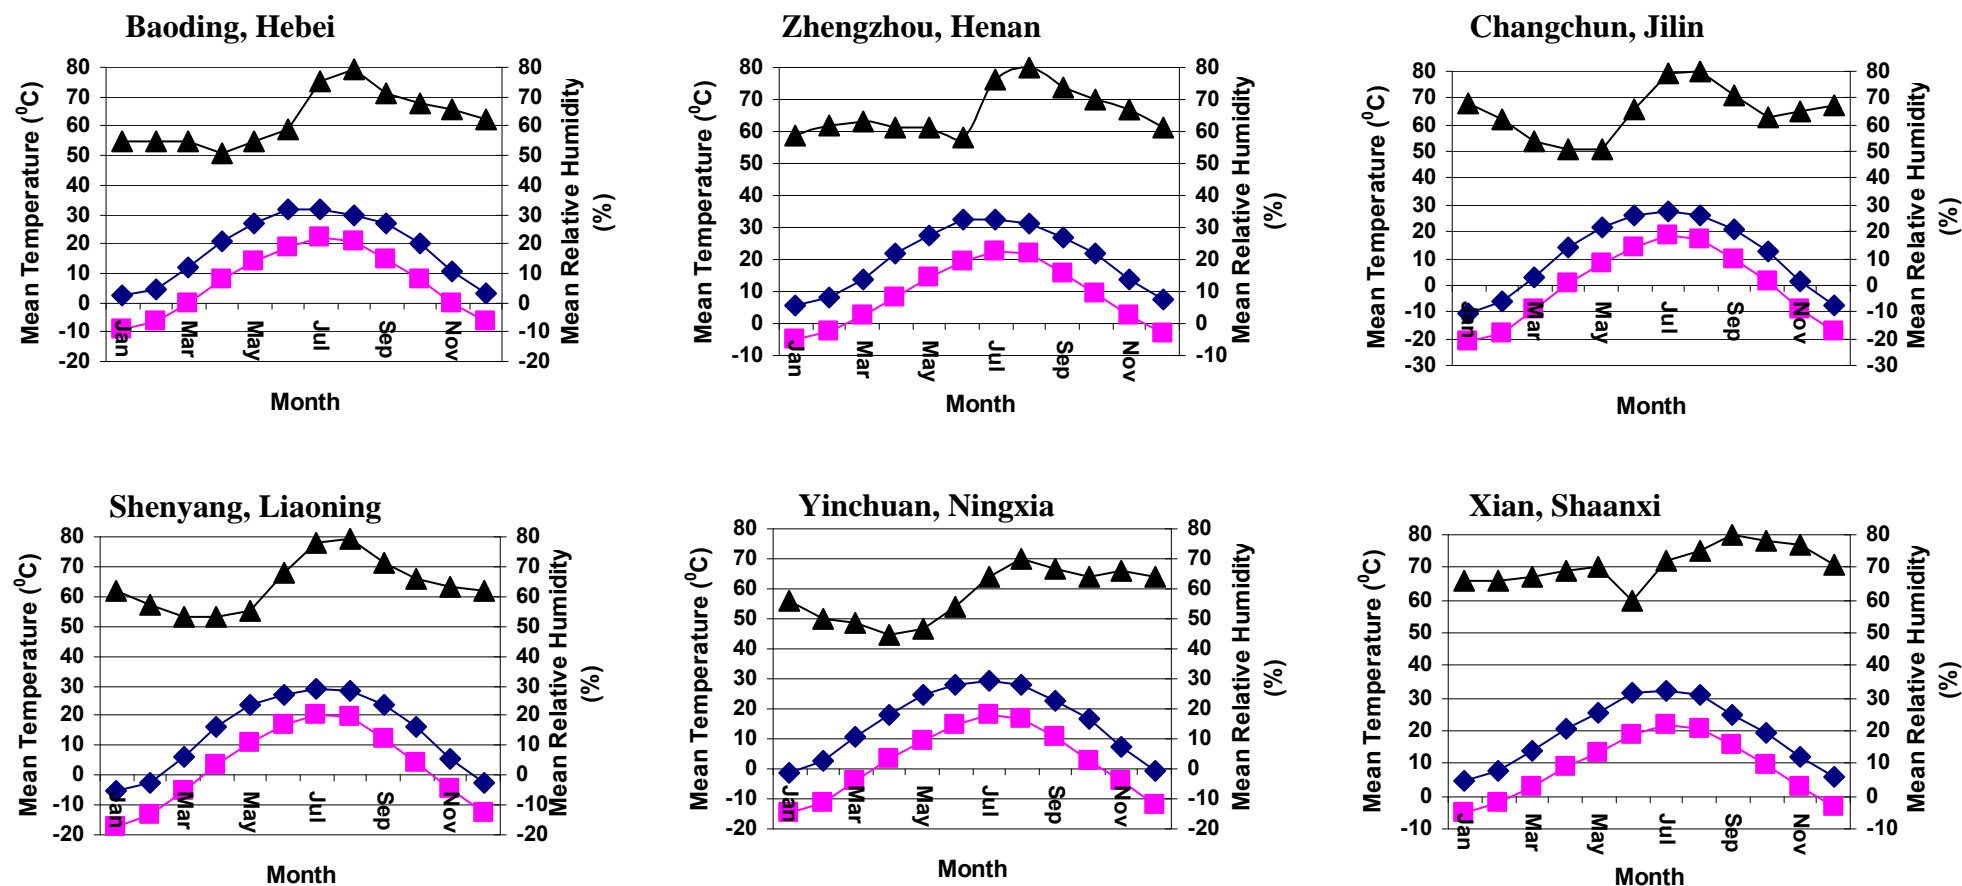 Baoding, Hebei
Mean Temperature (⁰C)
80
70
60
50
40
30
20
10
0
-10
-20
80
70
60
50
40
30
20
10
0
-10
-20
Mean Relative Humidity
(%)
Jan
Mar
May
Jul
Sep
Nov
Month
Zhengzhou, Henan
Mean Temperature (⁰C)
80
70
60
50
40
30
20
10
0
-10
80
70
60
50
40
30
20
10
0
-10
Mean Relative Humidity
(%)
Jan
Mar
May
Jul
Sep
Nov
Month
Changchun, Jilin
Mean Temperature (⁰C)
80
70
60
50
40
30
20
10
0
-10
-20
-30
80
70
60
50
40
30
20
10
0
-10
-20
-30
Mean Relative Humidity
(%)
Jan
Mar
May
Jul
Sep
Nov
Month
Shenyang, Liaoning
Mean Temperature (⁰C)
80
70
60
50
40
30
20
10
0
-10
-20
80
70
60
50
40
30
20
10
0
-10
-20
Mean Relative Humidity
(%)
Jan
Mar
May
Jul
Sep
Nov
Month
Yinchuan, Ningxia
Mean Temperature (⁰C)
80
70
60
50
40
30
20
10
0
-10
-20
80
70
60
50
40
30
20
10
0
-10
-20
Mean Relative Humidity
(%)
Jan
Mar
May
Jul
Sep
Nov
Month
Xian, Shaanxi
Mean Temperature (⁰C)
80
70
60
50
40
30
20
10
0
-10
80
70
60
50
40
30
20
10
0
-10
Mean Relative Humidity
(%)
Jan
Mar
May
Jul
Sep
Nov
Month